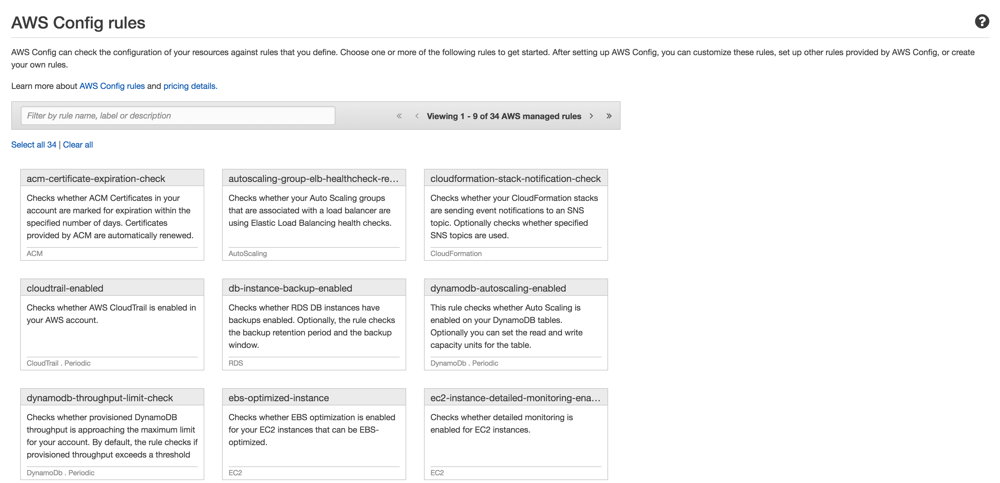 AWS Config rules
?
AWS Config can check the configuration of your resources against rules that you define. Choose one or more of the following rules to get started. After setting up AWS Config, you can customize these rules, set up other rules provided by AWS Config, or create
your own rules.
Learn more about AWS Config rules and pricing details.
Filter by rule name, label or description
« ‹ Viewing 1 - 9 of 34 AWS managed rules › »
Select all 34 | Clear all
acm-certificate-expiration-check
Checks whether ACM Certificates in your
account are marked for expiration within the
specified number of days. Certificates
provided by ACM are automatically renewed.
ACM
autoscaling-group-elb-healthcheck-re...
Checks whether your Auto Scaling groups
that are associated with a load balancer are
using Elastic Load Balancing health checks.
AutoScaling
cloudformation-stack-notification-check
Checks whether your CloudFormation stacks
are sending event notifications to an SNS
topic. Optionally checks whether specified
SNS topics are used.
CloudFormation
cloudtrail-enabled
Checks whether AWS CloudTrail is enabled in
your AWS account.
CloudTrail . Periodic
db-instance-backup-enabled
Checks whether RDS DB instances have
backups enabled. Optionally, the rule checks
the backup retention period and the backup
window.
RDS
dynamodb-autoscaling-enabled
This rule checks whether Auto Scaling is
enabled on your DynamoDB tables.
Optionally you can set the read and write
capacity units for the table.
DynamoDb . Periodic
dynamodb-throughput-limit-check
Checks whether provisioned DynamoDB
throughput is approaching the maximum limit
for your account. By default, the rule checks if
provisioned throughput exceeds a threshold
DynamoDb . Periodic
ebs-optimized-instance
Checks whether EBS optimization is enabled
for your EC2 instances that can be EBS-
optimized.
EC2
ec2-instance-detailed-monitoring-ena...
Checks whether detailed monitoring is
enabled for EC2 instances.
EC2